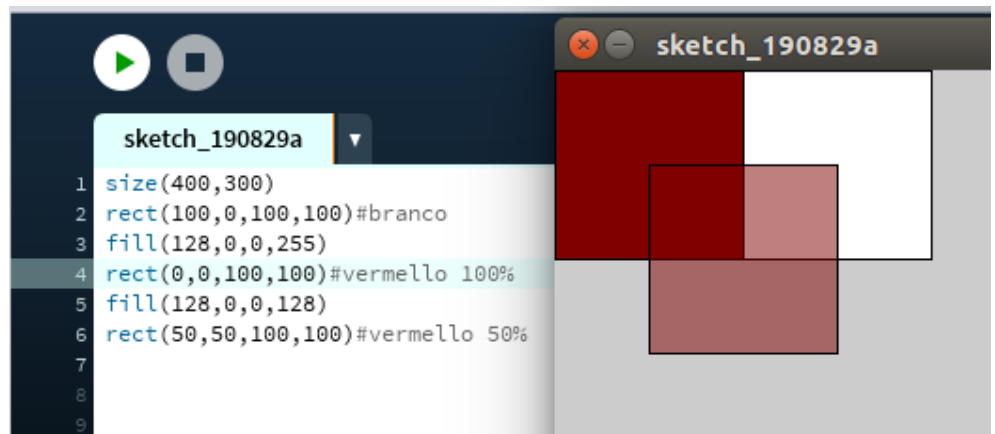 sketch_190829a
sketch_190829a
1 size(400,300)
2 rect(100,0,100,100)#branco
3 fill(128,0,0,255)
4 rect(0,0,100,100)#vermello 100%
5 fill(128,0,0,128)
6 rect(50,50,100,100)#vermello 50%
7
8
9